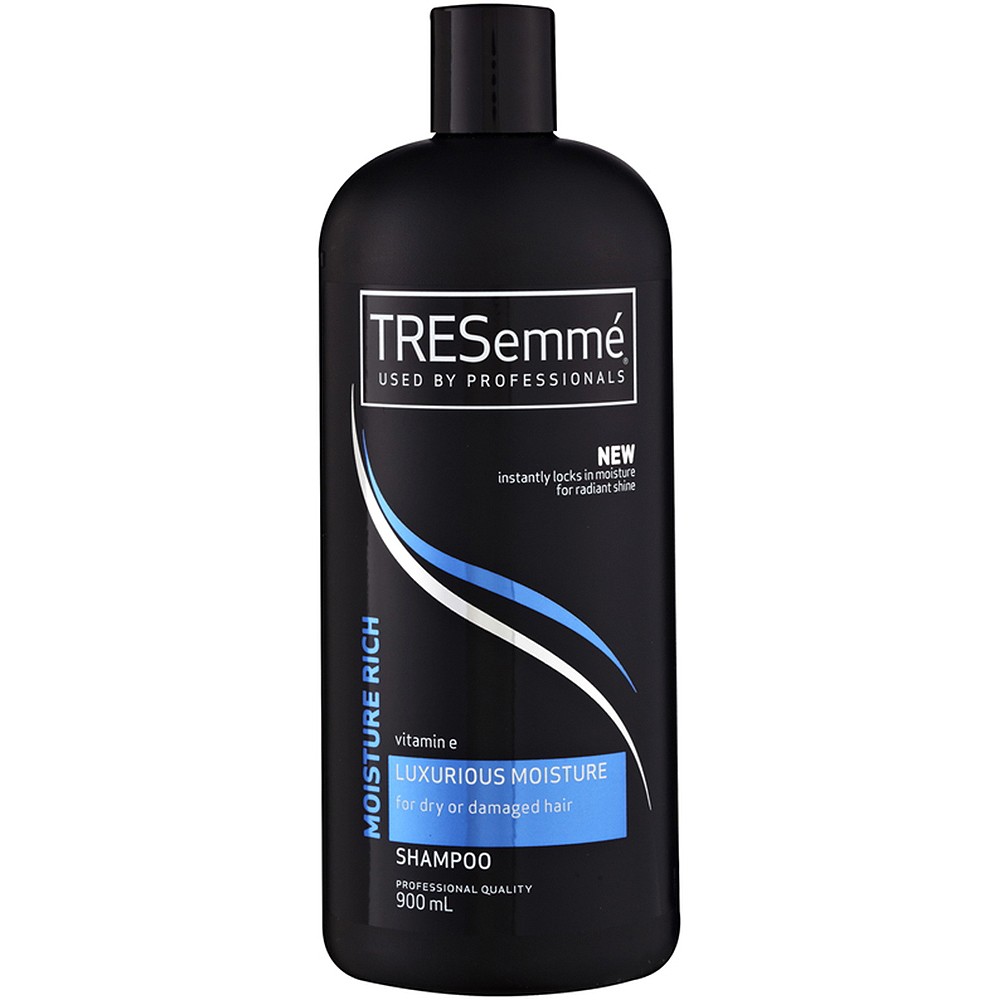 TRESemmé®
USED BY PROFESSIONALS
NEW
instantly locks in moisture
for radiant shine
MOISTURE RICH
vitamin e
LUXURIOUS MOISTURE
for dry or damaged hair
SHAMPOO
PROFESSIONAL QUALITY
900 mL